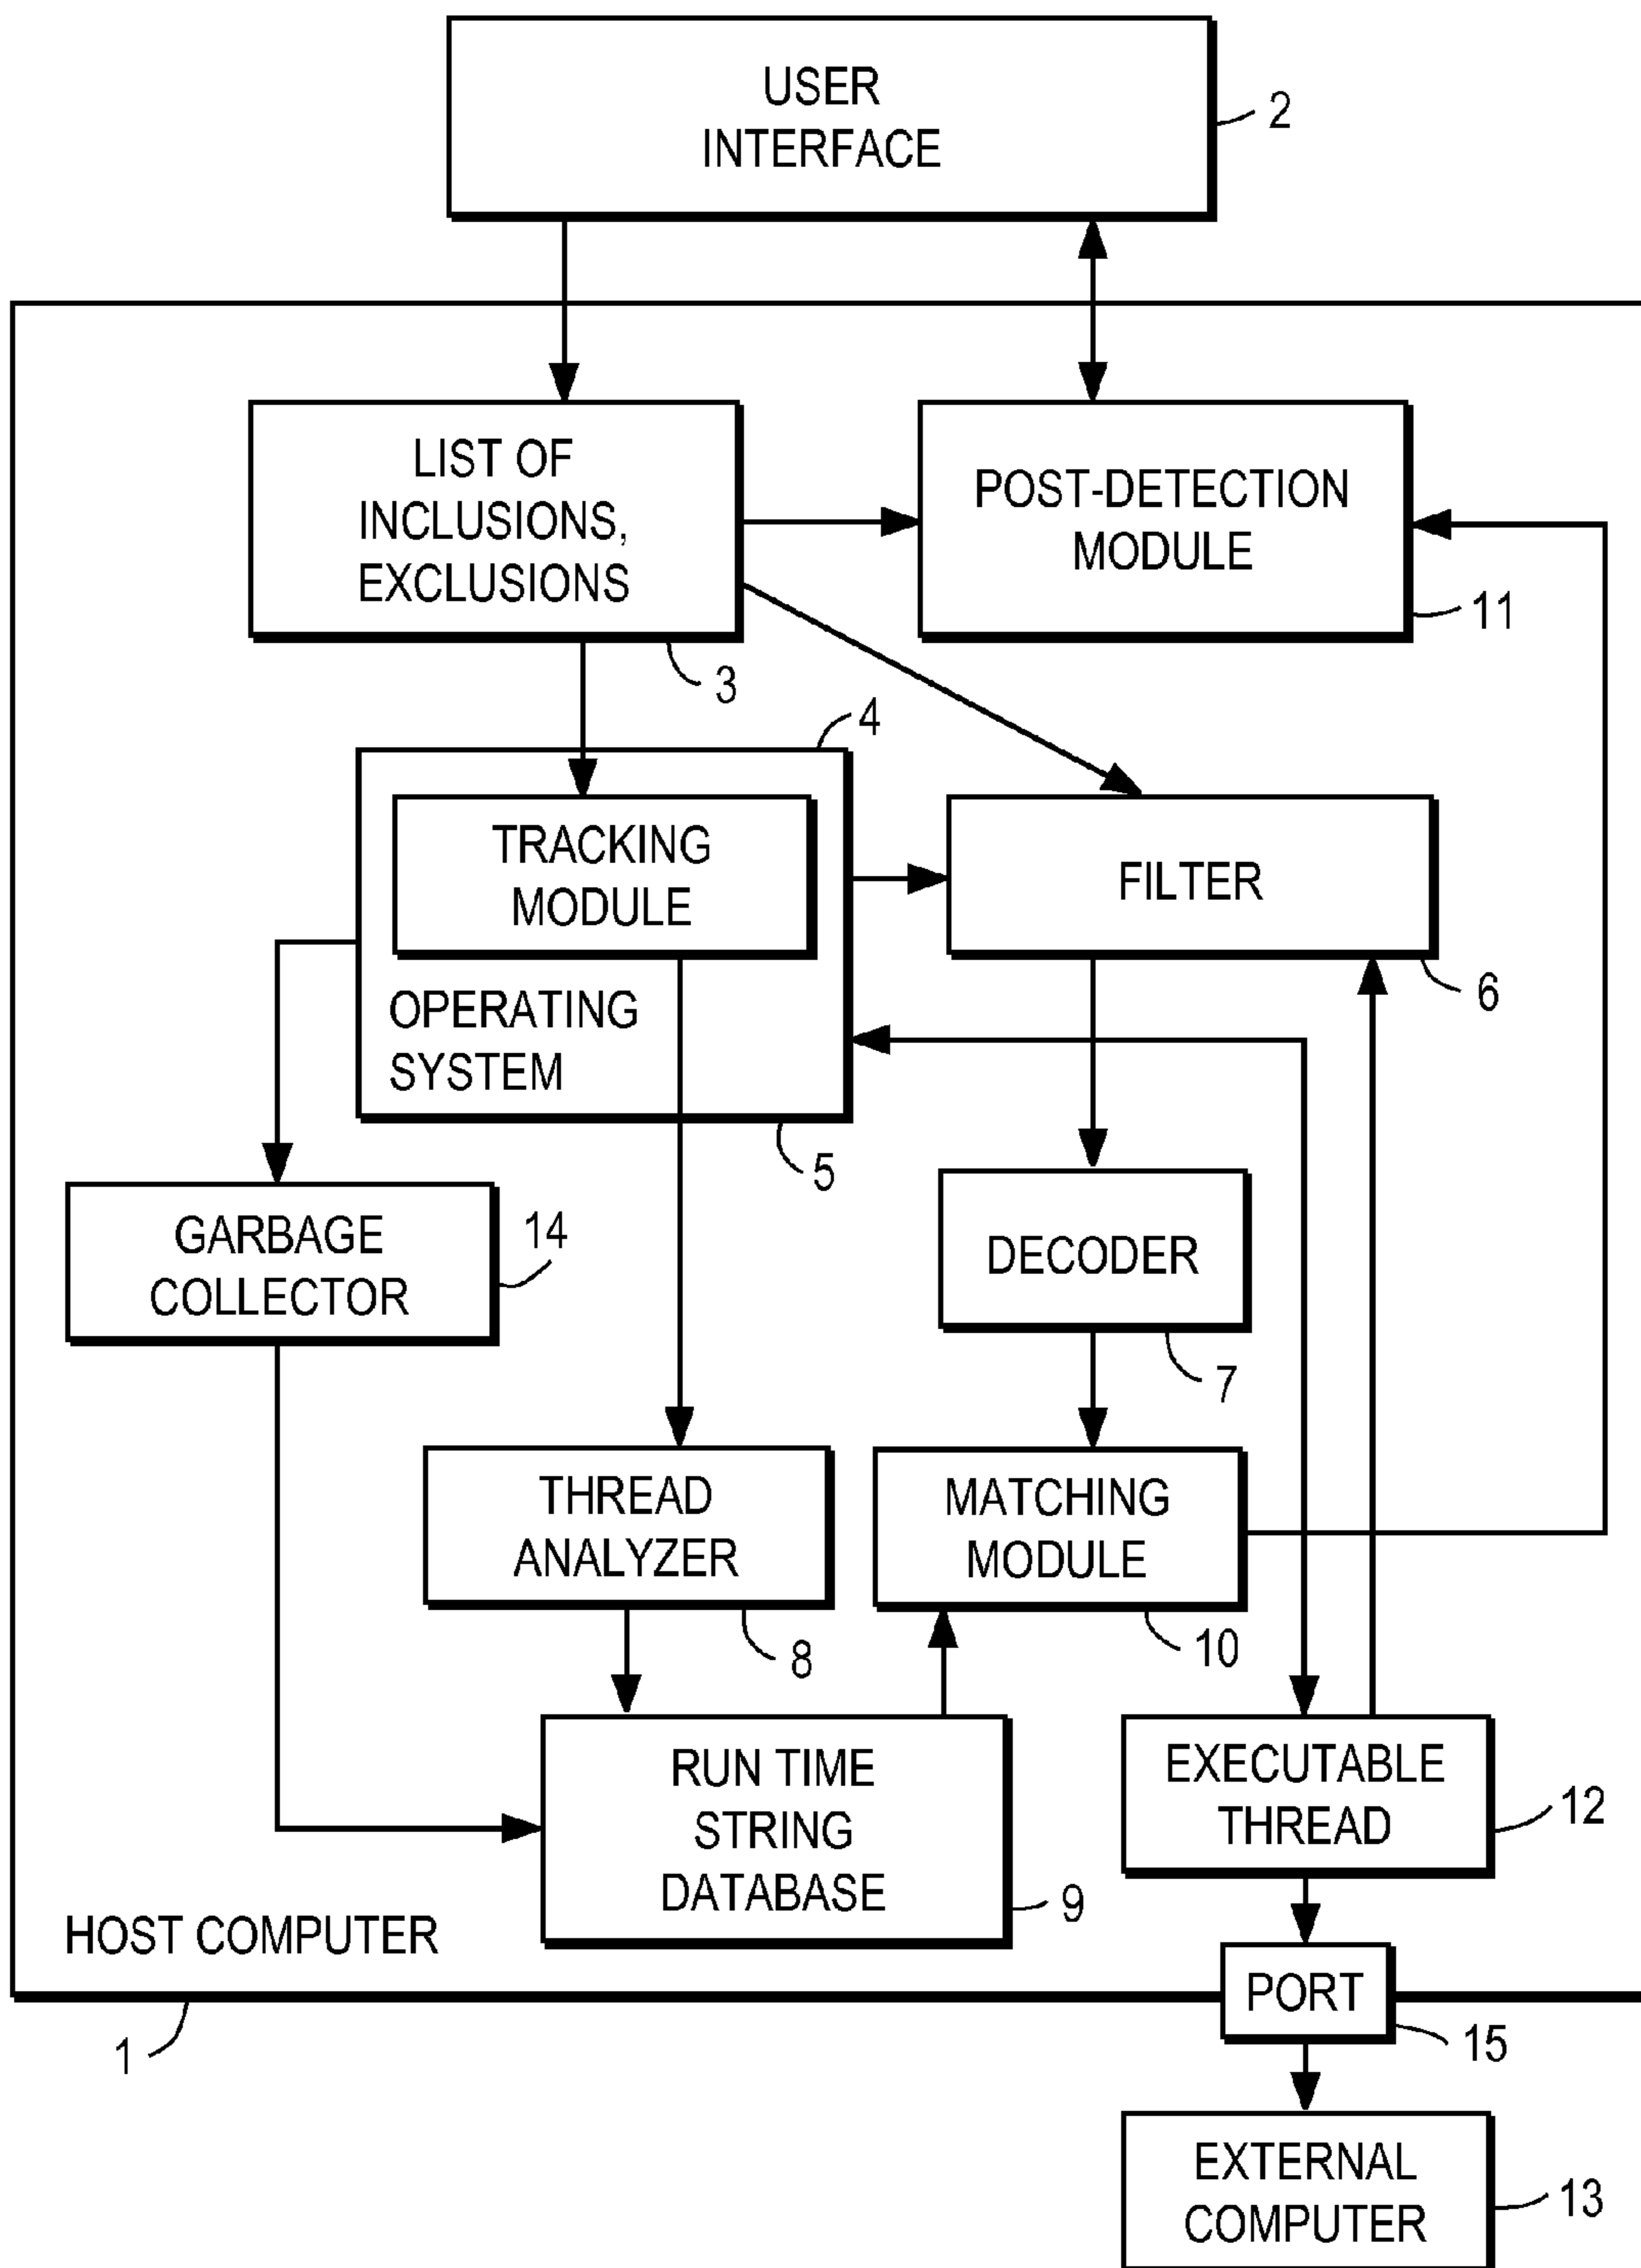 USER
INTERFACE
2
LIST OF
INCLUSIONS,
EXCLUSIONS
3
POST-DETECTION
MODULE
11
4
TRACKING
MODULE
OPERATING
SYSTEM
5
FILTER
6
GARBAGE
COLLECTOR
14
DECODER
7
THREAD
ANALYZER
8
MATCHING
MODULE
10
RUN TIME
STRING
DATABASE
9
EXECUTABLE
THREAD
12
HOST COMPUTER
1
PORT
15
EXTERNAL
COMPUTER
13